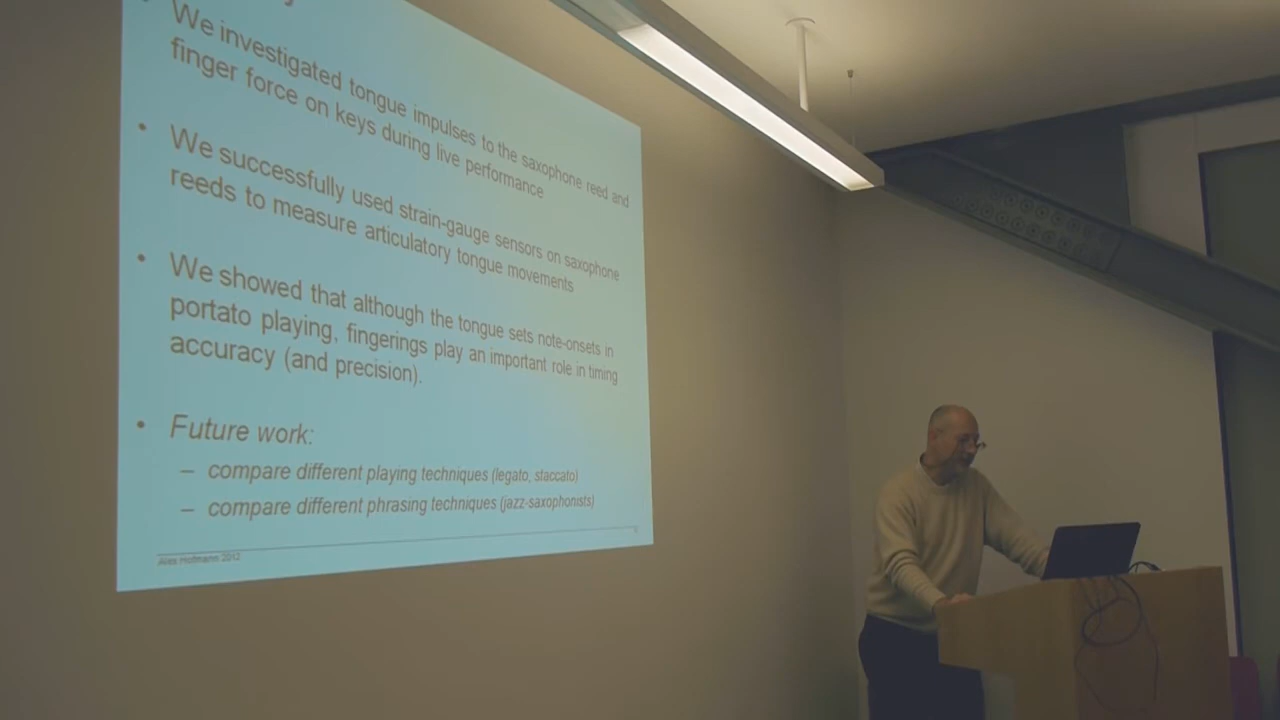 • We investigated tongue impulses to the saxophone reed and
finger force on keys during live performance
• We successfully used strain-gauge sensors on saxophone
reeds to measure articulatory tongue movements
• We showed that although the tongue sets note-onsets in
portato playing, fingerings play an important role in timing
accuracy (and precision).
• Future work:
– compare different playing techniques (legato, staccato)
– compare different phrasing techniques (jazz-saxophonists)
Alex Hofmann 2012